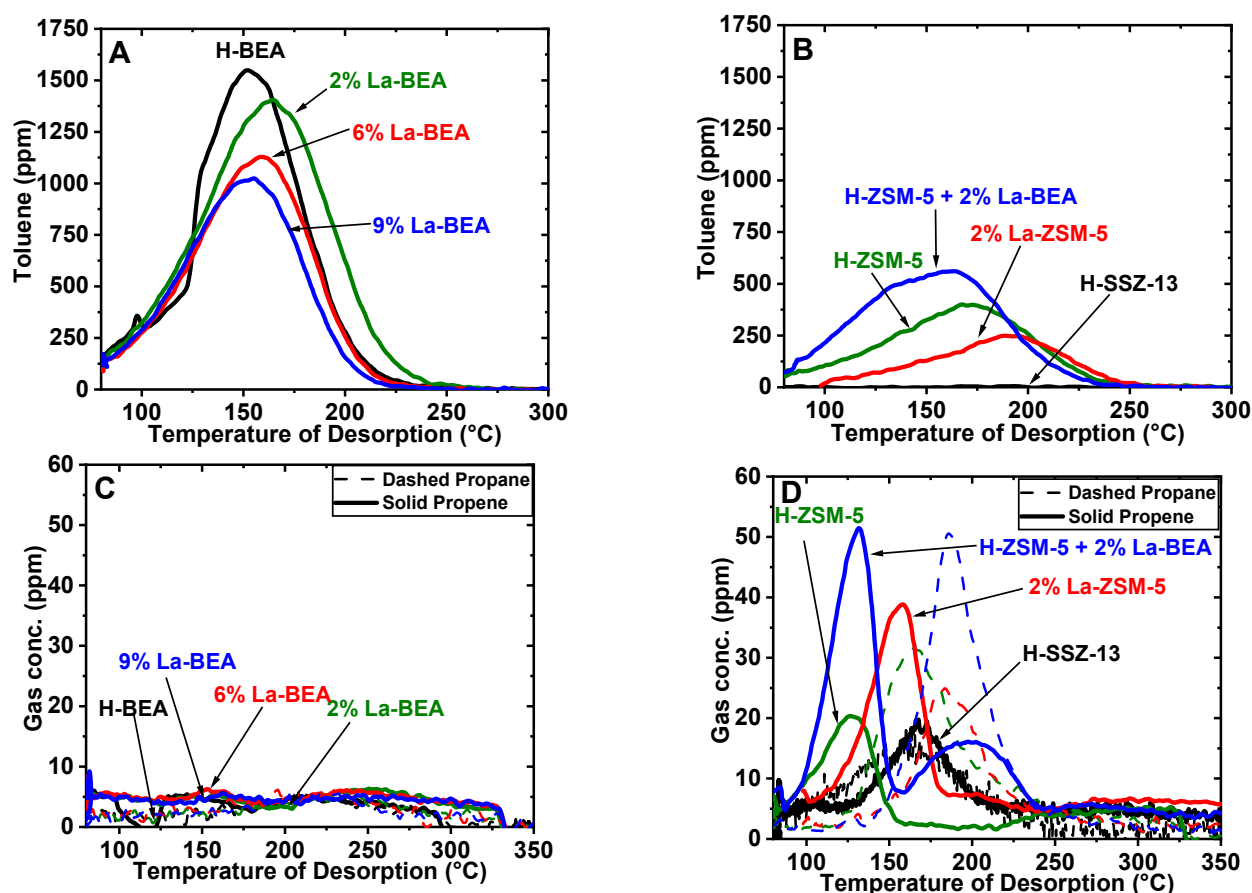 A
H-BEA
2% La-BEA
6% La-BEA
9% La-BEA
Toluene (ppm)
1750
1500
1250
1000
750
500
250
0
100 150 200 250 300
Temperature of Desorption (°C)
B
H-ZSM-5 + 2% La-BEA
2% La-ZSM-5
H-ZSM-5
H-SSZ-13
Toluene (ppm)
1750
1500
1250
1000
750
500
250
0
100 150 200 250 300
Temperature of Desorption (°C)
C
Dashed Propane
Solid Propene
9% La-BEA
6% La-BEA
H-BEA
2% La-BEA
Gas conc. (ppm)
60
50
40
30
20
10
0
100 150 200 250 300 350
Temperature of Desorption (°C)
D
Dashed Propane
Solid Propene
H-ZSM-5
H-ZSM-5 + 2% La-BEA
2% La-ZSM-5
H-SSZ-13
Gas conc. (ppm)
60
50
40
30
20
10
0
100 150 200 250 300 350
Temperature of Desorption (°C)